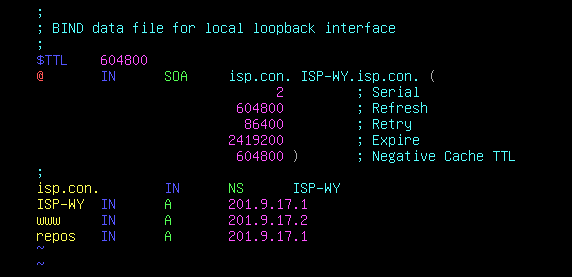 ;
; BIND data file for local loopback interface
;
$TTL    604800
@       IN      SOA     isp.con. ISP-WY.isp.con. (
                              2         ; Serial
                         604800         ; Refresh
                          86400         ; Retry
                        2419200         ; Expire
                         604800 )       ; Negative Cache TTL
;
isp.con.        IN      NS      ISP-WY
ISP-WY  IN      A       201.9.17.1
www     IN      A       201.9.17.2
repos   IN      A       201.9.17.1
~
~